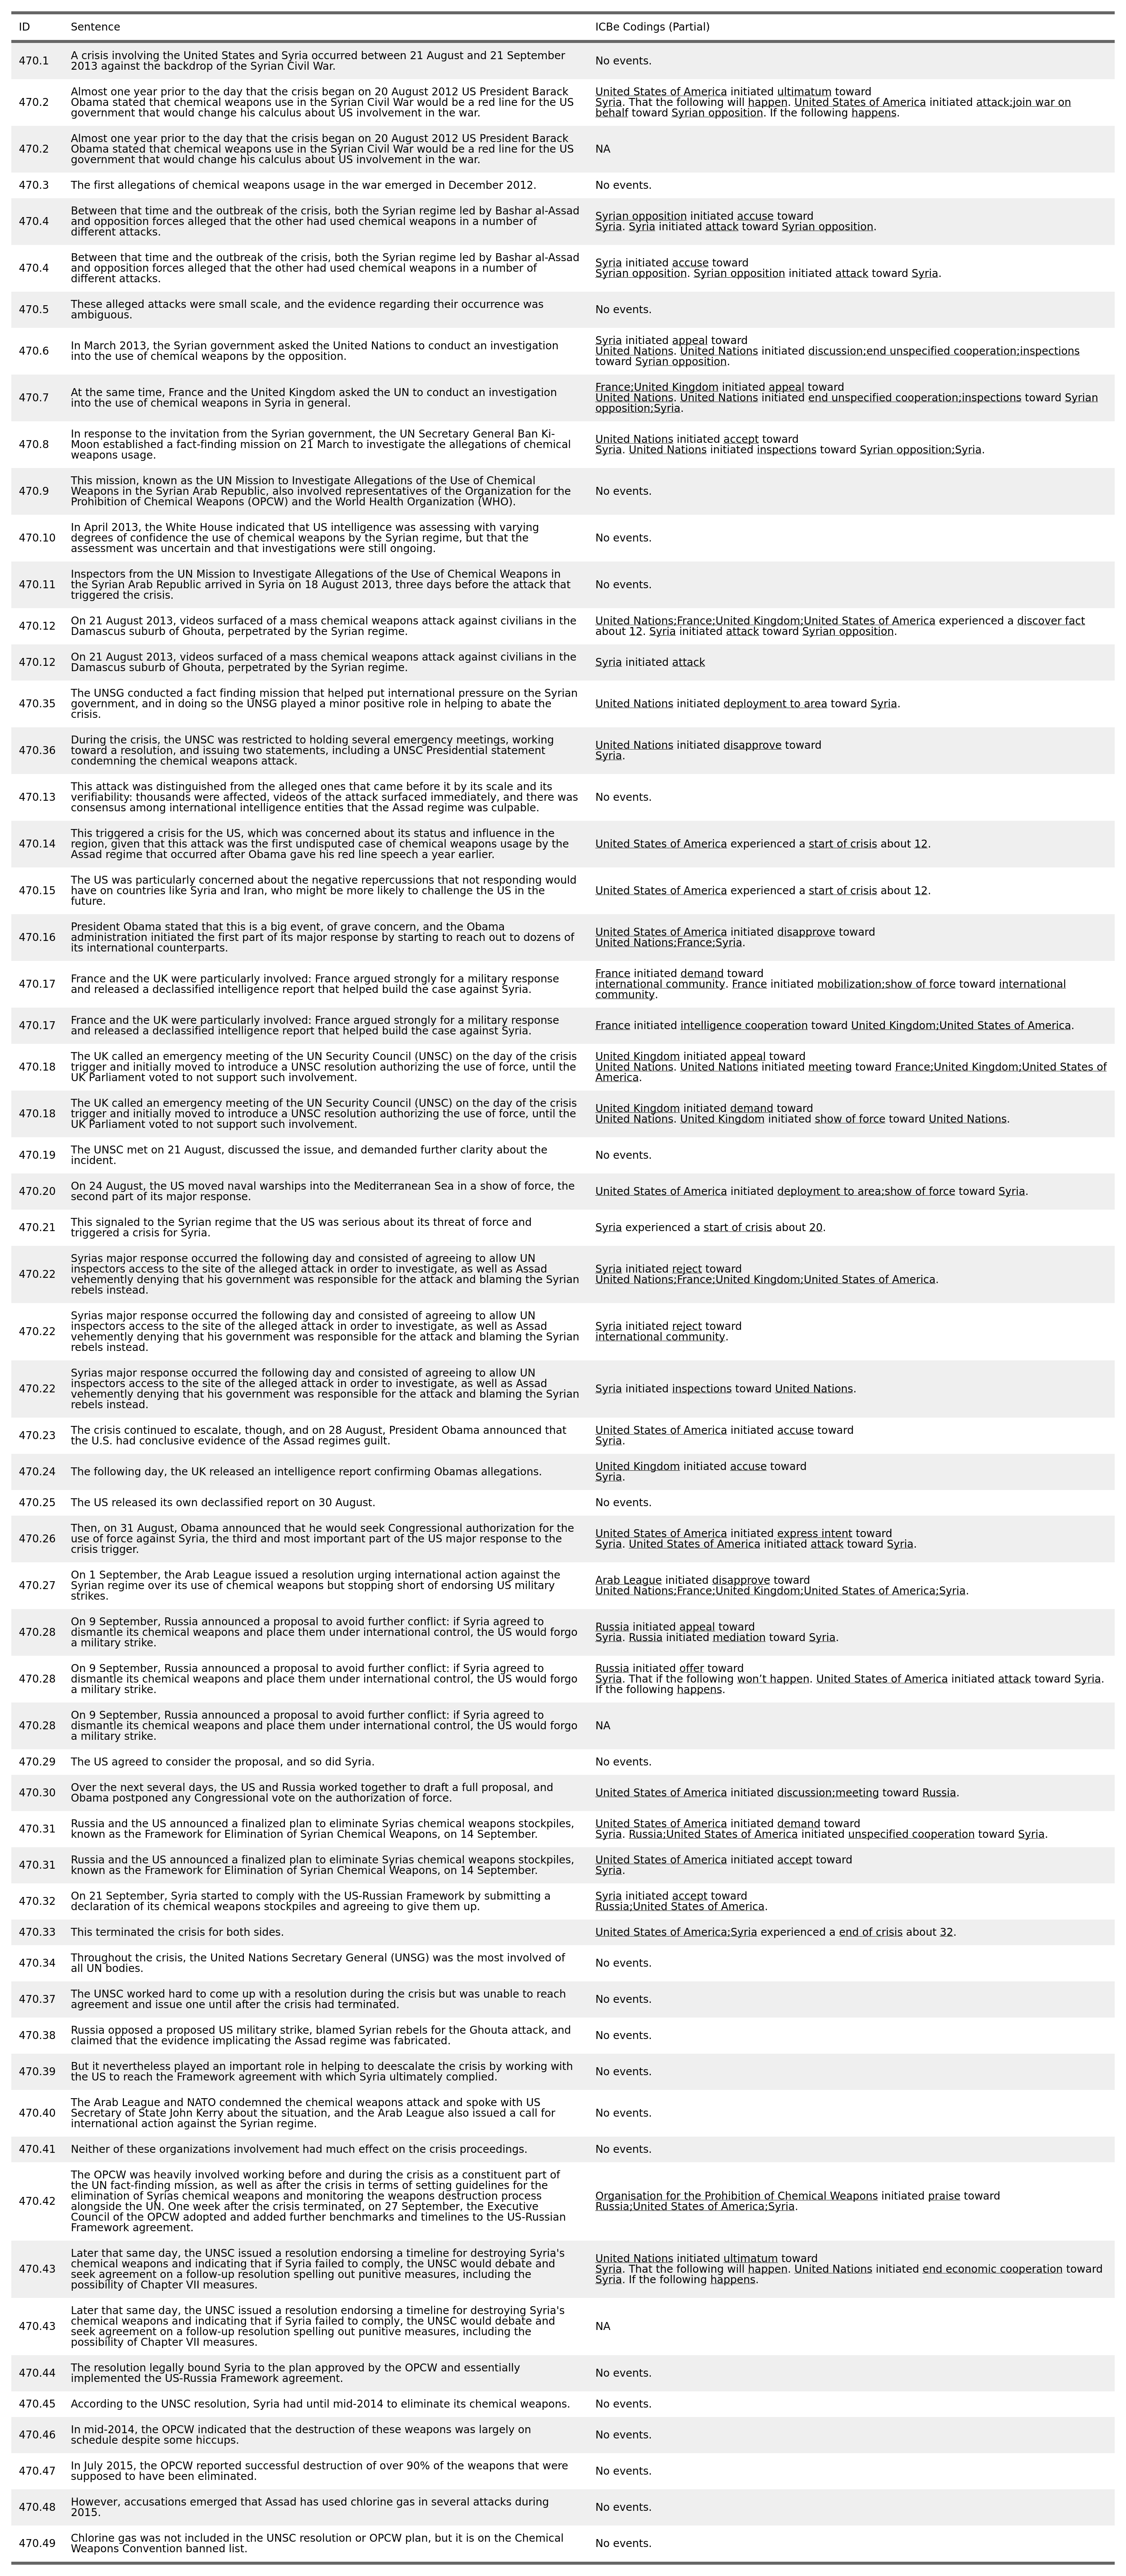 ID Sentence ICBe Codings (Partial)
470.1 A crisis involving the United States and Syria occurred between 21 August and 21 September
2013 against the backdrop of the Syrian Civil War. No events.
470.2 Almost one year prior to the day that the crisis began on 20 August 2012 US President Barack
Obama stated that chemical weapons use in the Syrian Civil War would be a red line for the US
government that would change his calculus about US involvement in the war.
United States of America initiated ultimatum toward
Syria. That the following will happen. United States of America initiated attack;join war on
behalf toward Syrian opposition. If the following happens.
470.2 Almost one year prior to the day that the crisis began on 20 August 2012 US President Barack
Obama stated that chemical weapons use in the Syrian Civil War would be a red line for the US
government that would change his calculus about US involvement in the war.
NA
470.3 The first allegations of chemical weapons usage in the war emerged in December 2012. No events.
470.4 Between that time and the outbreak of the crisis, both the Syrian regime led by Bashar al-Assad
and opposition forces alleged that the other had used chemical weapons in a number of
different attacks.
Syrian opposition initiated accuse toward
Syria. Syria initiated attack toward Syrian opposition.
470.4 Between that time and the outbreak of the crisis, both the Syrian regime led by Bashar al-Assad
and opposition forces alleged that the other had used chemical weapons in a number of
different attacks.
Syria initiated accuse toward
Syrian opposition. Syrian opposition initiated attack toward Syria.
470.5 These alleged attacks were small scale, and the evidence regarding their occurrence was
ambiguous.
No events.
470.6 In March 2013, the Syrian government asked the United Nations to conduct an investigation
into the use of chemical weapons by the opposition.
Syria initiated appeal toward
United Nations. United Nations initiated discussion;end unspecified cooperation;inspections
toward Syrian opposition.
470.7 At the same time, France and the United Kingdom asked the UN to conduct an investigation
into the use of chemical weapons in Syria in general.
France;United Kingdom initiated appeal toward
United Nations. United Nations initiated end unspecified cooperation;inspections toward Syrian
opposition;Syria.
470.8 In response to the invitation from the Syrian government, the UN Secretary General Ban Ki-
Moon established a fact-finding mission on 21 March to investigate the allegations of chemical
weapons usage.
United Nations initiated accept toward
Syria. United Nations initiated inspections toward Syrian opposition;Syria.
470.9 This mission, known as the UN Mission to Investigate Allegations of the Use of Chemical
Weapons in the Syrian Arab Republic, also involved representatives of the Organization for the
Prohibition of Chemical Weapons (OPCW) and the World Health Organization (WHO).
No events.
470.10 In April 2013, the White House indicated that US intelligence was assessing with varying
degrees of confidence the use of chemical weapons by the Syrian regime, but that the
assessment was uncertain and that investigations were still ongoing.
No events.
470.11 Inspectors from the UN Mission to Investigate Allegations of the Use of Chemical Weapons in
the Syrian Arab Republic arrived in Syria on 18 August 2013, three days before the attack that
triggered the crisis.
No events.
470.12 On 21 August 2013, videos surfaced of a mass chemical weapons attack against civilians in the
Damascus suburb of Ghouta, perpetrated by the Syrian regime.
United Nations;France;United Kingdom;United States of America experienced a discover fact
about 12. Syria initiated attack toward Syrian opposition.
470.12 On 21 August 2013, videos surfaced of a mass chemical weapons attack against civilians in the
Damascus suburb of Ghouta, perpetrated by the Syrian regime.
Syria initiated attack
470.35 The UNSG conducted a fact finding mission that helped put international pressure on the Syrian
government, and in doing so the UNSG played a minor positive role in helping to abate the
crisis.
United Nations initiated deployment to area toward Syria.
470.36 During the crisis, the UNSC was restricted to holding several emergency meetings, working
toward a resolution, and issuing two statements, including a UNSC Presidential statement
condemning the chemical weapons attack.
United Nations initiated disapprove toward
Syria.
470.13 This attack was distinguished from the alleged ones that came before it by its scale and its
verifiability: thousands were affected, videos of the attack surfaced immediately, and there was
consensus among international intelligence entities that the Assad regime was culpable.
No events.
470.14 This triggered a crisis for the US, which was concerned about its status and influence in the
region, given that this attack was the first undisputed case of chemical weapons usage by the
Assad regime that occurred after Obama gave his red line speech a year earlier.
United States of America experienced a start of crisis about 12.
470.15 The US was particularly concerned about the negative repercussions that not responding would
have on countries like Syria and Iran, who might be more likely to challenge the US in the
future.
United States of America experienced a start of crisis about 12.
470.16 President Obama stated that this is a big event, of grave concern, and the Obama
administration initiated the first part of its major response by starting to reach out to dozens of
its international counterparts.
United States of America initiated disapprove toward
United Nations;France;Syria.
470.17 France and the UK were particularly involved: France argued strongly for a military response
and released a declassified intelligence report that helped build the case against Syria.
France initiated demand toward
international community. France initiated mobilization;show of force toward international
community.
470.17 France and the UK were particularly involved: France argued strongly for a military response
and released a declassified intelligence report that helped build the case against Syria.
France initiated intelligence cooperation toward United Kingdom;United States of America.
470.18 The UK called an emergency meeting of the UN Security Council (UNSC) on the day of the crisis
trigger and initially moved to introduce a UNSC resolution authorizing the use of force, until the
UK Parliament voted to not support such involvement.
United Kingdom initiated appeal toward
United Nations. United Nations initiated meeting toward France;United Kingdom;United States of
America.
470.18 The UK called an emergency meeting of the UN Security Council (UNSC) on the day of the crisis
trigger and initially moved to introduce a UNSC resolution authorizing the use of force, until the
UK Parliament voted to not support such involvement.
United Kingdom initiated demand toward
United Nations. United Kingdom initiated show of force toward United Nations.
470.19 The UNSC met on 21 August, discussed the issue, and demanded further clarity about the
incident.
No events.
470.20 On 24 August, the US moved naval warships into the Mediterranean Sea in a show of force, the
second part of its major response.
United States of America initiated deployment to area;show of force toward Syria.
470.21 This signaled to the Syrian regime that the US was serious about its threat of force and
triggered a crisis for Syria.
Syria experienced a start of crisis about 20.
470.22 Syrias major response occurred the following day and consisted of agreeing to allow UN
inspectors access to the site of the alleged attack in order to investigate, as well as Assad
vehemently denying that his government was responsible for the attack and blaming the Syrian
rebels instead.
Syria initiated reject toward
United Nations;France;United Kingdom;United States of America.
470.22 Syrias major response occurred the following day and consisted of agreeing to allow UN
inspectors access to the site of the alleged attack in order to investigate, as well as Assad
vehemently denying that his government was responsible for the attack and blaming the Syrian
rebels instead.
Syria initiated reject toward
international community.
470.22 Syrias major response occurred the following day and consisted of agreeing to allow UN
inspectors access to the site of the alleged attack in order to investigate, as well as Assad
vehemently denying that his government was responsible for the attack and blaming the Syrian
rebels instead.
Syria initiated inspections toward United Nations.
470.23 The crisis continued to escalate, though, and on 28 August, President Obama announced that
the U.S. had conclusive evidence of the Assad regimes guilt.
United States of America initiated accuse toward
Syria.
470.24 The following day, the UK released an intelligence report confirming Obamas allegations.
United Kingdom initiated accuse toward
Syria.
470.25 The US released its own declassified report on 30 August. No events.
470.26 Then, on 31 August, Obama announced that he would seek Congressional authorization for the
use of force against Syria, the third and most important part of the US major response to the
crisis trigger.
United States of America initiated express intent toward
Syria. United States of America initiated attack toward Syria.
470.27 On 1 September, the Arab League issued a resolution urging international action against the
Syrian regime over its use of chemical weapons but stopping short of endorsing US military
strikes.
Arab League initiated disapprove toward
United Nations;France;United Kingdom;United States of America;Syria.
470.28 On 9 September, Russia announced a proposal to avoid further conflict: if Syria agreed to
dismantle its chemical weapons and place them under international control, the US would forgo
a military strike.
Russia initiated appeal toward
Syria. Russia initiated mediation toward Syria.
470.28 On 9 September, Russia announced a proposal to avoid further conflict: if Syria agreed to
dismantle its chemical weapons and place them under international control, the US would forgo
a military strike.
Russia initiated offer toward
Syria. That if the following won’t happen. United States of America initiated attack toward Syria.
If the following happens.
470.28 On 9 September, Russia announced a proposal to avoid further conflict: if Syria agreed to
dismantle its chemical weapons and place them under international control, the US would forgo
a military strike.
NA
470.29 The US agreed to consider the proposal, and so did Syria. No events.
470.30 Over the next several days, the US and Russia worked together to draft a full proposal, and
Obama postponed any Congressional vote on the authorization of force.
United States of America initiated discussion;meeting toward Russia.
470.31 Russia and the US announced a finalized plan to eliminate Syrias chemical weapons stockpiles,
known as the Framework for Elimination of Syrian Chemical Weapons, on 14 September.
United States of America initiated demand toward
Syria. Russia;United States of America initiated unspecified cooperation toward Syria.
470.31 Russia and the US announced a finalized plan to eliminate Syrias chemical weapons stockpiles,
known as the Framework for Elimination of Syrian Chemical Weapons, on 14 September.
United States of America initiated accept toward
Syria.
470.32 On 21 September, Syria started to comply with the US-Russian Framework by submitting a
declaration of its chemical weapons stockpiles and agreeing to give them up.
Syria initiated accept toward
Russia;United States of America.
470.33 This terminated the crisis for both sides. United States of America;Syria experienced a end of crisis about 32.
470.34 Throughout the crisis, the United Nations Secretary General (UNSG) was the most involved of
all UN bodies.
No events.
470.37 The UNSC worked hard to come up with a resolution during the crisis but was unable to reach
agreement and issue one until after the crisis had terminated.
No events.
470.38 Russia opposed a proposed US military strike, blamed Syrian rebels for the Ghouta attack, and
claimed that the evidence implicating the Assad regime was fabricated.
No events.
470.39 But it nevertheless played an important role in helping to deescalate the crisis by working with
the US to reach the Framework agreement with which Syria ultimately complied.
No events.
470.40 The Arab League and NATO condemned the chemical weapons attack and spoke with US
Secretary of State John Kerry about the situation, and the Arab League also issued a call for
international action against the Syrian regime.
No events.
470.41 Neither of these organizations involvement had much effect on the crisis proceedings. No events.
470.42 The OPCW was heavily involved working before and during the crisis as a constituent part of
the UN fact-finding mission, as well as after the crisis in terms of setting guidelines for the
elimination of Syrias chemical weapons and monitoring the weapons destruction process
alongside the UN. One week after the crisis terminated, on 27 September, the Executive
Council of the OPCW adopted and added further benchmarks and timelines to the US-Russian
Framework agreement.
Organisation for the Prohibition of Chemical Weapons initiated praise toward
Russia;United States of America;Syria.
470.43 Later that same day, the UNSC issued a resolution endorsing a timeline for destroying Syria's
chemical weapons and indicating that if Syria failed to comply, the UNSC would debate and
seek agreement on a follow-up resolution spelling out punitive measures, including the
possibility of Chapter VII measures.
United Nations initiated ultimatum toward
Syria. That the following will happen. United Nations initiated end economic cooperation toward
Syria. If the following happens.
470.43 Later that same day, the UNSC issued a resolution endorsing a timeline for destroying Syria's
chemical weapons and indicating that if Syria failed to comply, the UNSC would debate and
seek agreement on a follow-up resolution spelling out punitive measures, including the
possibility of Chapter VII measures.
NA
470.44 The resolution legally bound Syria to the plan approved by the OPCW and essentially
implemented the US-Russia Framework agreement.
No events.
470.45 According to the UNSC resolution, Syria had until mid-2014 to eliminate its chemical weapons. No events.
470.46 In mid-2014, the OPCW indicated that the destruction of these weapons was largely on
schedule despite some hiccups.
No events.
470.47 In July 2015, the OPCW reported successful destruction of over 90% of the weapons that were
supposed to have been eliminated.
No events.
470.48 However, accusations emerged that Assad has used chlorine gas in several attacks during
2015.
No events.
470.49 Chlorine gas was not included in the UNSC resolution or OPCW plan, but it is on the Chemical
Weapons Convention banned list.
No events.